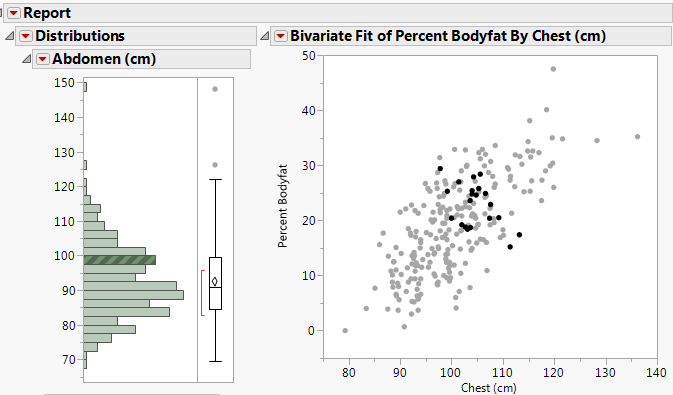 Report
Distributions
Abdomen (cm)
150
140
130
120
110
100
90
80
70
Bivariate Fit of Percent Bodyfat By Chest (cm)
Percent Bodyfat
50
40
30
20
10
0
80 90 100 110 120 130 140
Chest (cm)